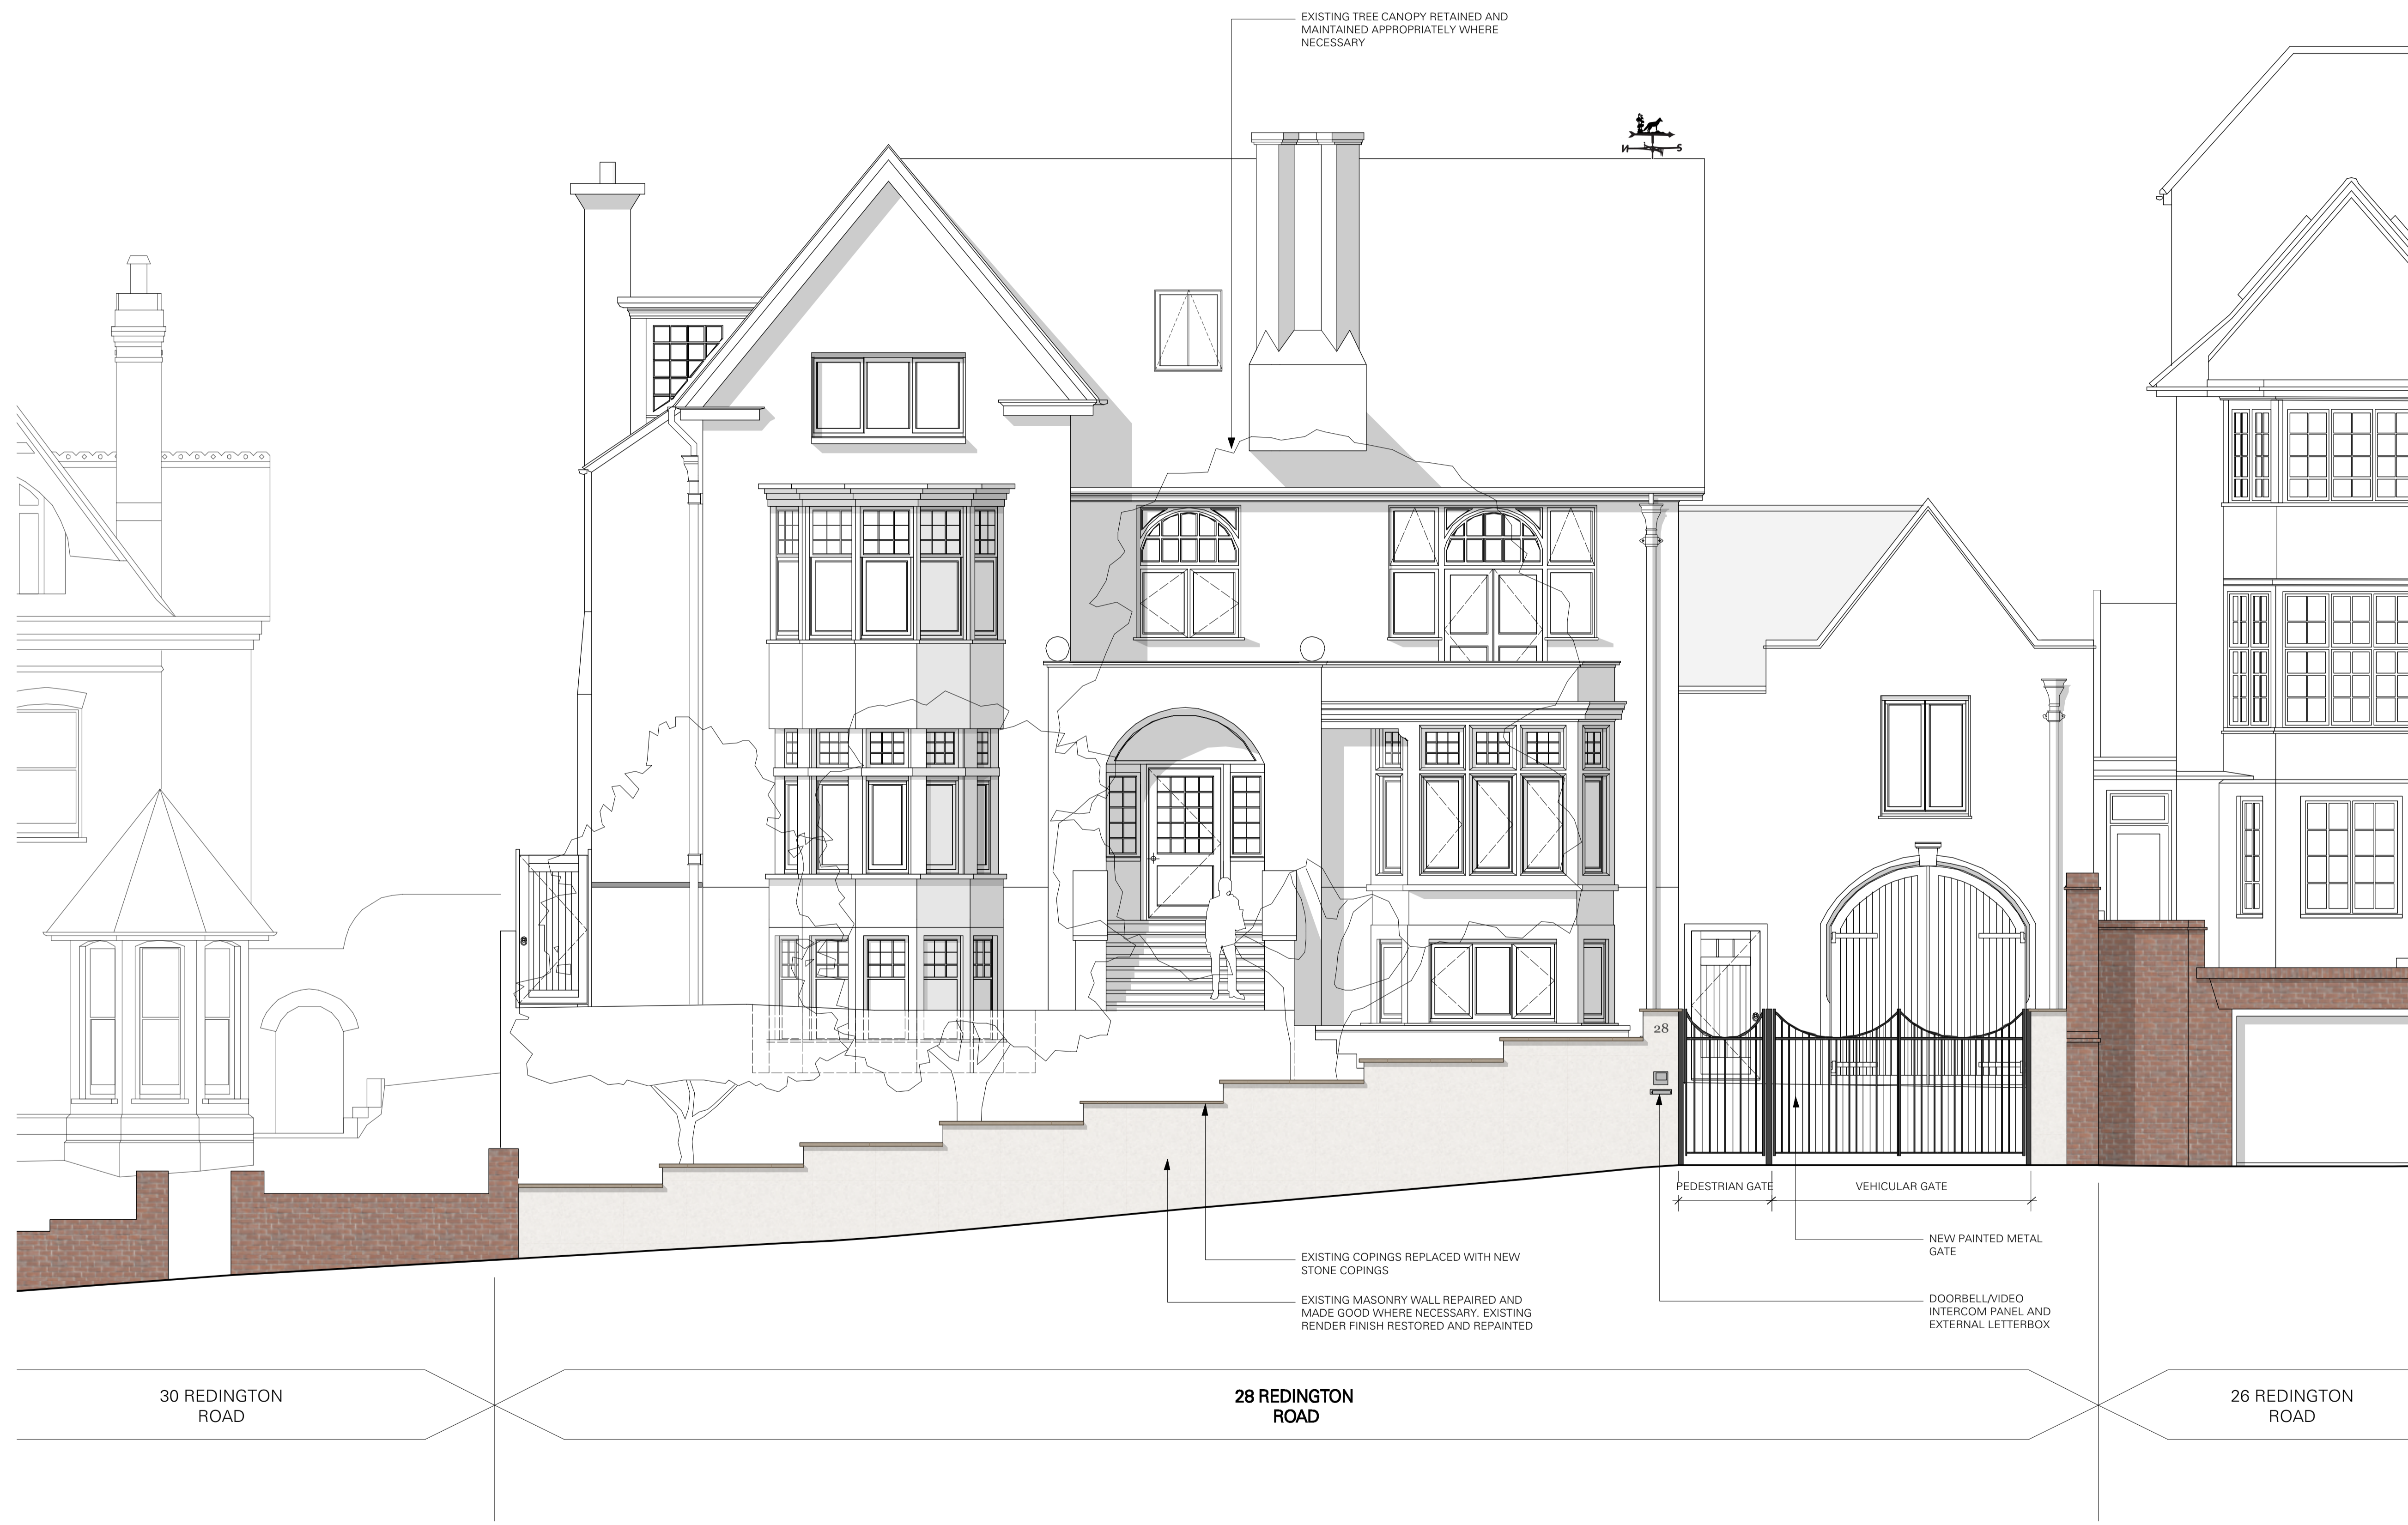 EXISTING TREE CANOPY RETAINED AND
MAINTAINED APPROPRIATELY WHERE
NECESSARY
N S
28
PEDESTRIAN GATE
VEHICULAR GATE
NEW PAINTED METAL
GATE
EXISTING COPINGS REPLACED WITH NEW
STONE COPINGS
EXISTING MASONRY WALL REPAIRED AND
MADE GOOD WHERE NECESSARY. EXISTING
RENDER FINISH RESTORED AND REPAINTED
DOORBELL/VIDEO
INTERCOM PANEL AND
EXTERNAL LETTERBOX
30 REDINGTON
ROAD
28 REDINGTON
ROAD
26 REDINGTON
ROAD